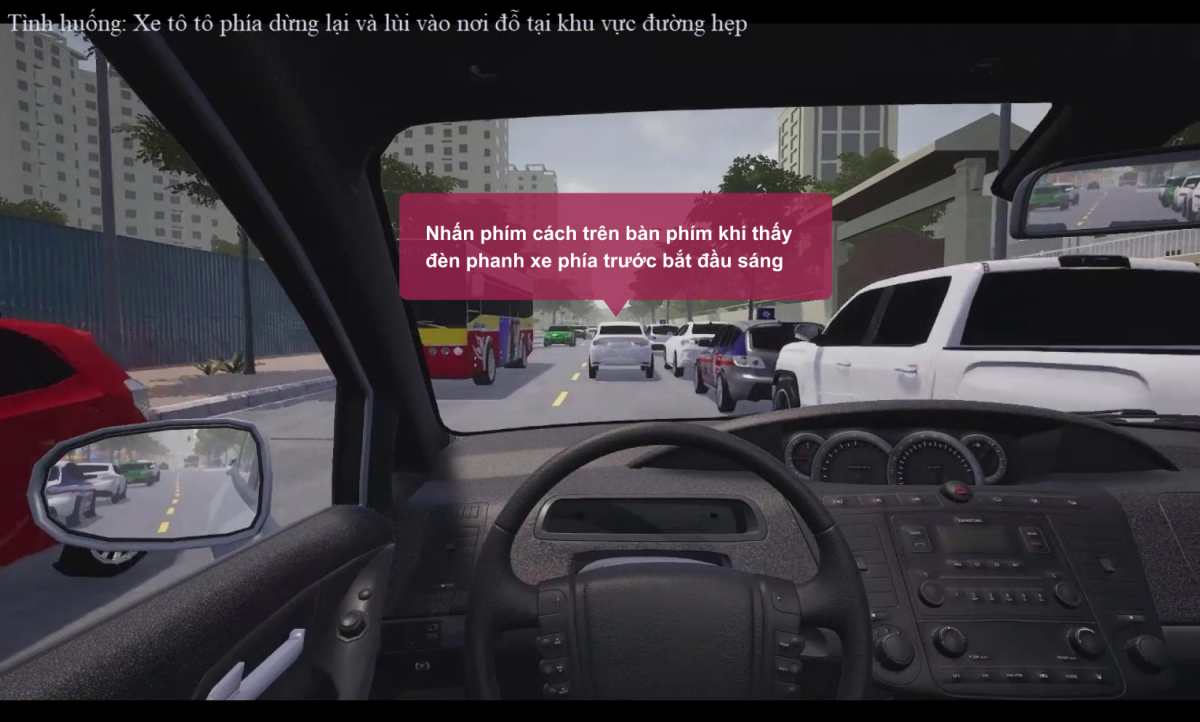 Tình huống: Xe tô tô phía dừng lại và lùi vào nơi đỗ tại khu vực đường hẹp
Nhấn phím cách trên bàn phím khi thấy
đèn phanh xe phía trước bắt đầu sáng